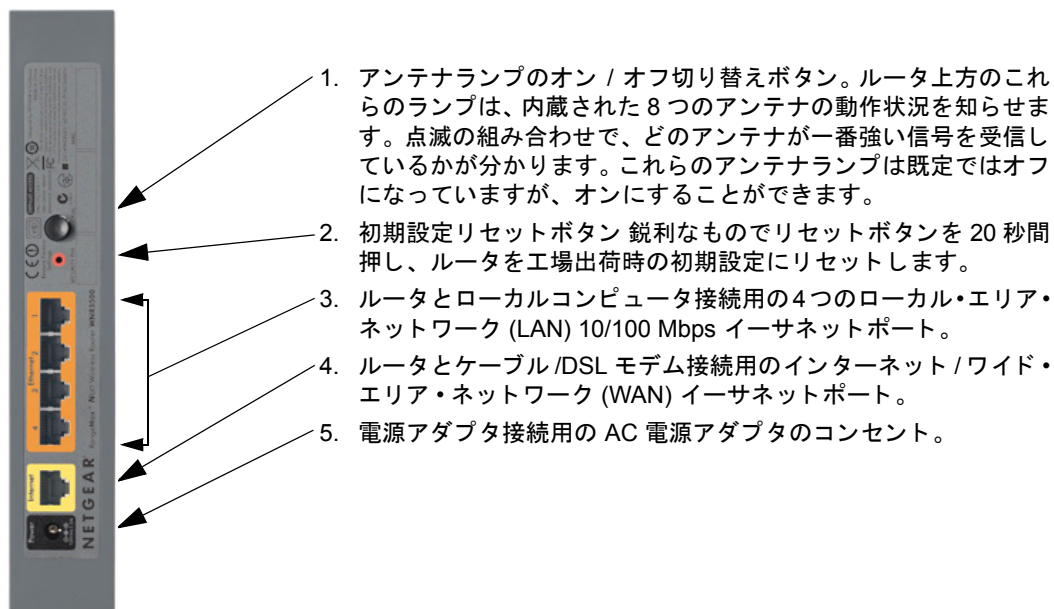 1. アンテナランプのオン / オフ切り替えボタン。ルータ上方のこれ
らのランプは、内蔵された 8 つのアンテナの動作状況を知らせま
す。点滅の組み合わせで、どのアンテナが一番強い信号を受信し
ているかが分かります。これらのアンテナランプは既定ではオフ
になっていますが、オンにすることができます。
2. 初期設定リセットボタン 鋭利なものでリセットボタンを 20 秒間
押し、ルータを工場出荷時の初期設定にリセットします。
3. ルータとローカルコンピュータ接続用の4つのローカル・エリア・
ネットワーク (LAN) 10/100 Mbps イーサネットポート。
4. ルータとケーブル /DSL モデム接続用のインターネット / ワイド・
エリア・ネットワーク (WAN) イーサネットポート。
5. 電源アダプタ接続用の AC 電源アダプタのコンセント。
CE
FC
1
2
Ethernet
3
4
Internet
Power
NETGEAR
RangeMax Next Wireless Router